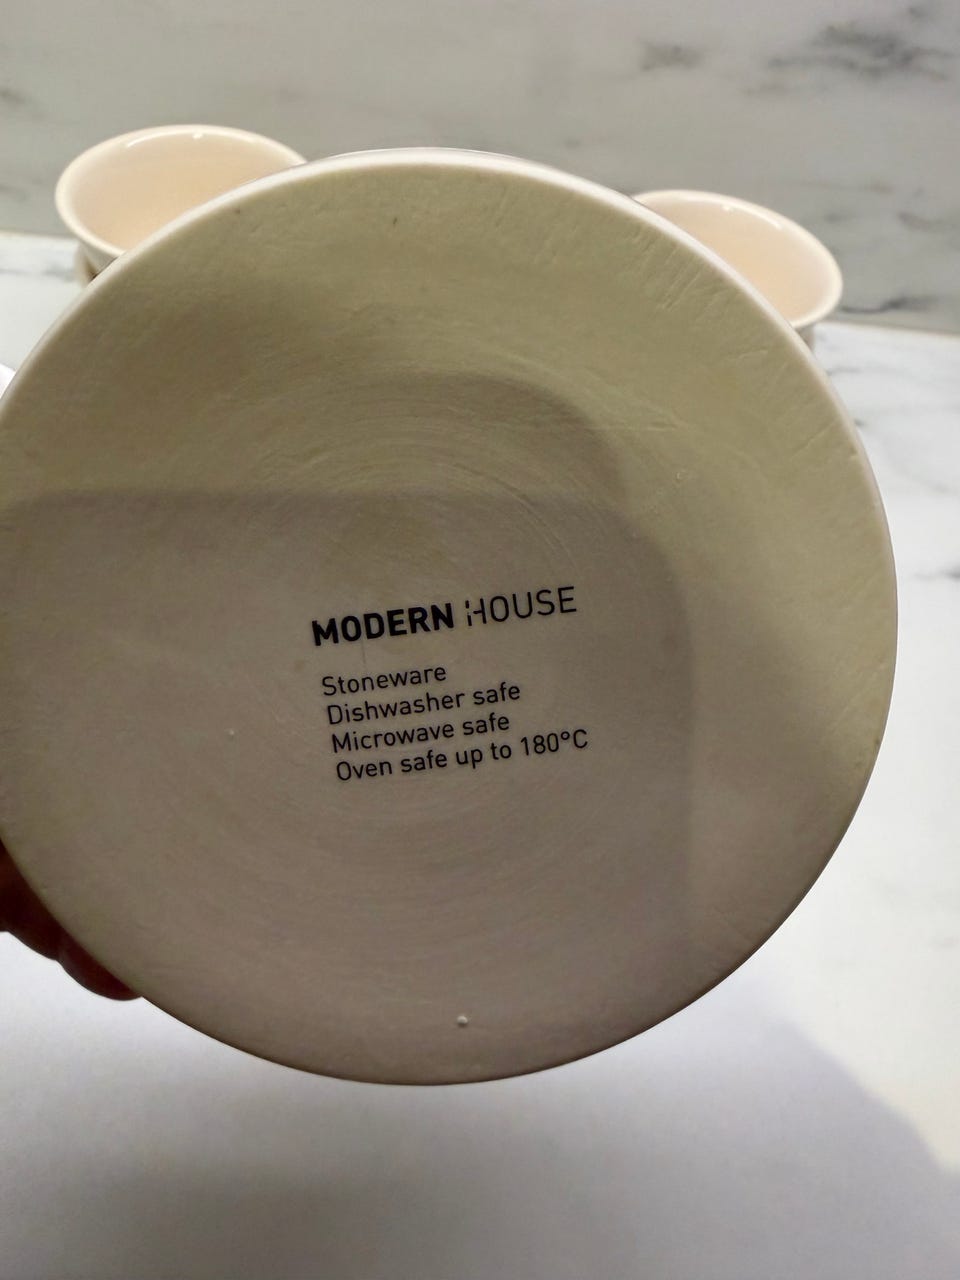 MODERN HOUSE
Stoneware
Dishwasher safe
Microwave safe
Oven safe up to 180°C